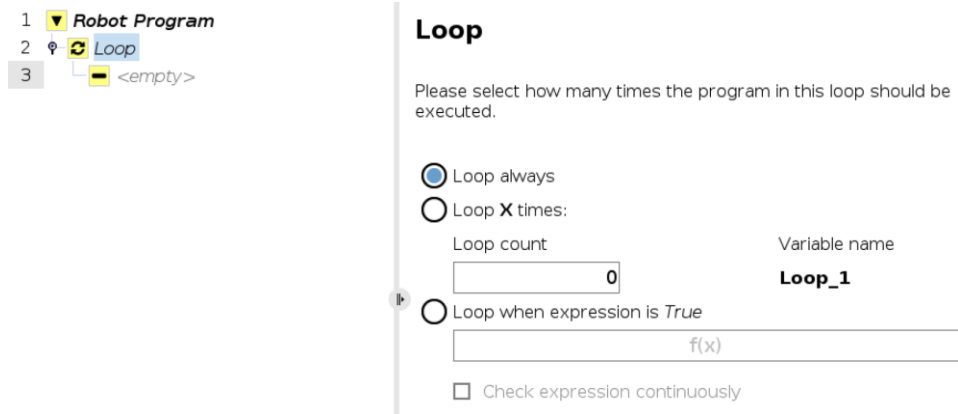 1 Robot Program
2 Loop
3 <empty>
Loop
Please select how many times the program in this loop should be
executed.
Loop always
Loop X times:
Loop count Variable name
0 Loop_1
Loop when expression is True
f(x)
Check expression continuously